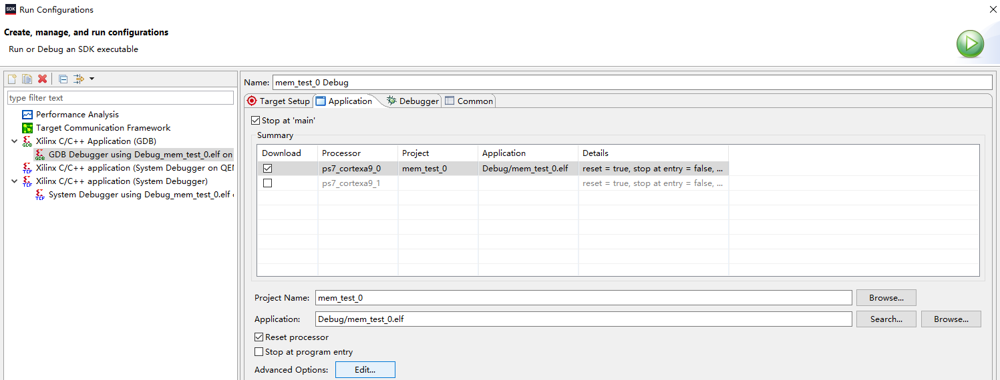 SDK Run Configurations
Create, manage, and run configurations
Run or Debug an SDK executable
type filter text
Performance Analysis
Target Communication Framework
Xilinx C/C++ Application (GDB)
GDB Debugger using Debug_mem_test_0.elf on
Xilinx C/C++ application (System Debugger on QEM
Xilinx C/C++ application (System Debugger)
System Debugger using Debug_mem_test_0.elf
Name: mem_test_0 Debug
Target Setup Application Debugger Common
Stop at 'main'
Summary
Download Processor Project Application Details
ps7_cortexa9_0 mem_test_0 Debug/mem_test_0.elf reset = true, stop at entry = false, ...
ps7_cortexa9_1 reset = true, stop at entry = false, ...
Project Name: mem_test_0 Browse...
Application: Debug/mem_test_0.elf Search... Browse...
Reset processor
Stop at program entry
Advanced Options: Edit...